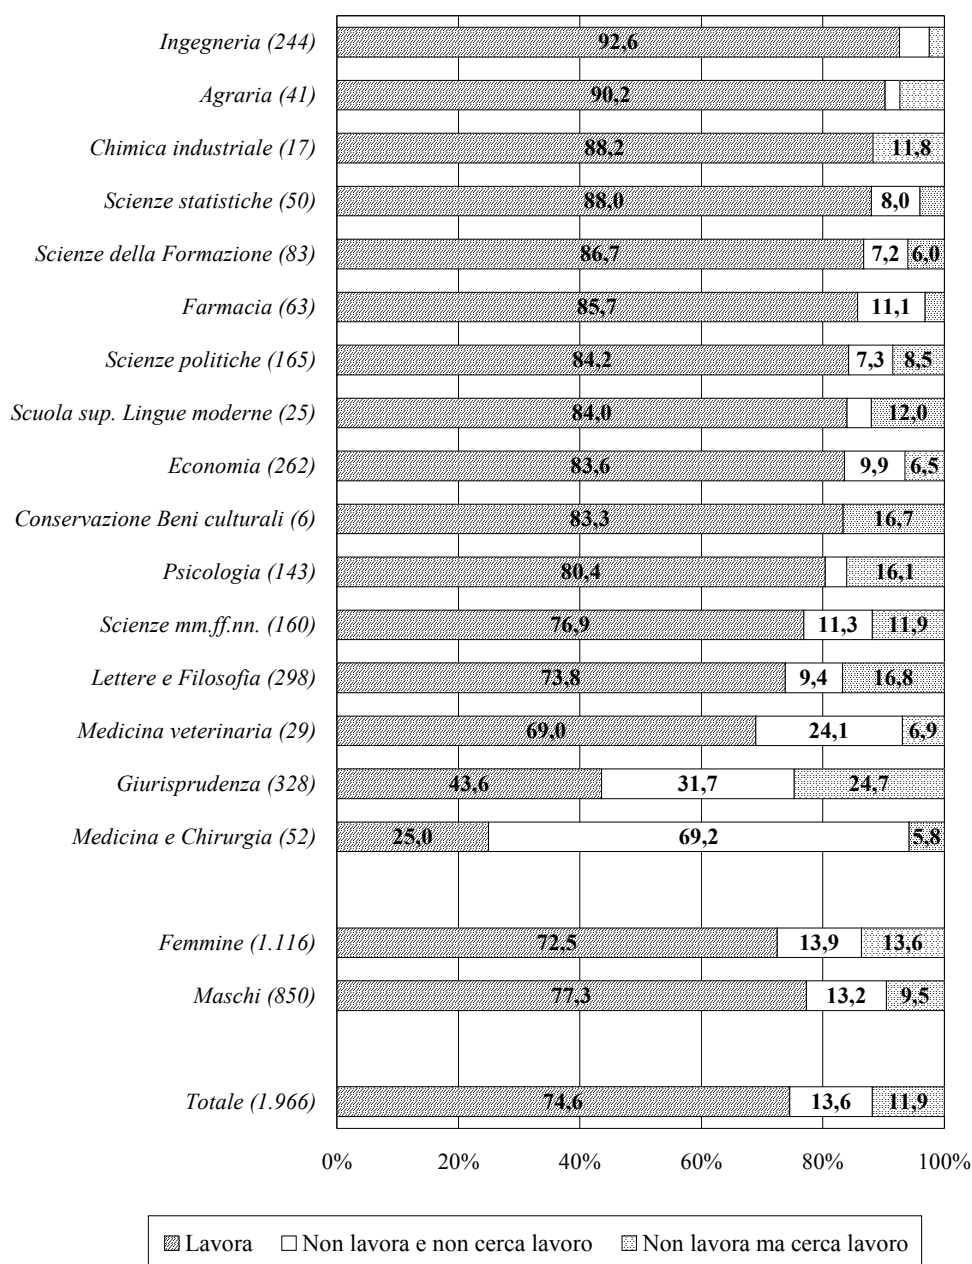 Ingegneria (244) 92,6
Agraria (41) 90,2
Chimica industriale (17) 88,2 11,8
Scienze statistiche (50) 88,0 8,0
Scienze della Formazione (83) 86,7 7,2 6,0
Farmacia (63) 85,7 11,1
Scienze politiche (165) 84,2 7,3 8,5
Scuola sup. Lingue moderne (25) 84,0 12,0
Economia (262) 83,6 9,9 6,5
Conservazione Beni culturali (6) 83,3 16,7
Psicologia (143) 80,4 16,1
Scienze mm.ff.nn. (160) 76,9 11,3 11,9
Lettere e Filosofia (298) 73,8 9,4 16,8
Medicina veterinaria (29) 69,0 24,1 6,9
Giurisprudenza (328) 43,6 31,7 24,7
Medicina e Chirurgia (52) 25,0 69,2 5,8
Femmine (1.116) 72,5 13,9 13,6
Maschi (850) 77,3 13,2 9,5
Totale (1.966) 74,6 13,6 11,9
0% 20% 40% 60% 80% 100%
Lavora Non lavora e non cerca lavoro Non lavora ma cerca lavoro